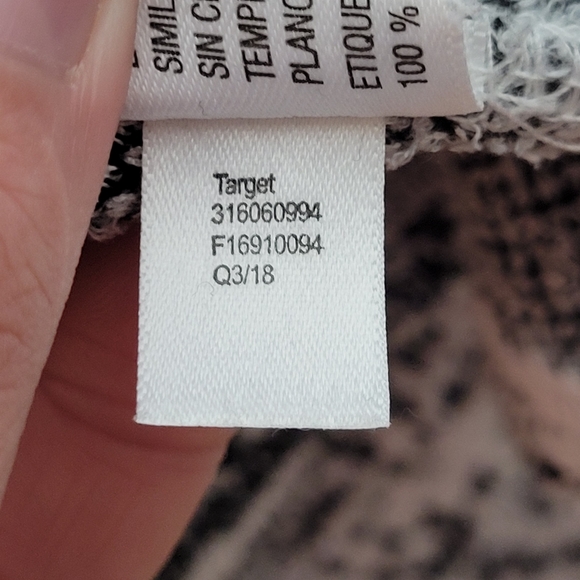 SIMIL
SIN C
TEMP
PLANC
ETIQUE
100 %
Target
316060994
F16910094
Q3/18